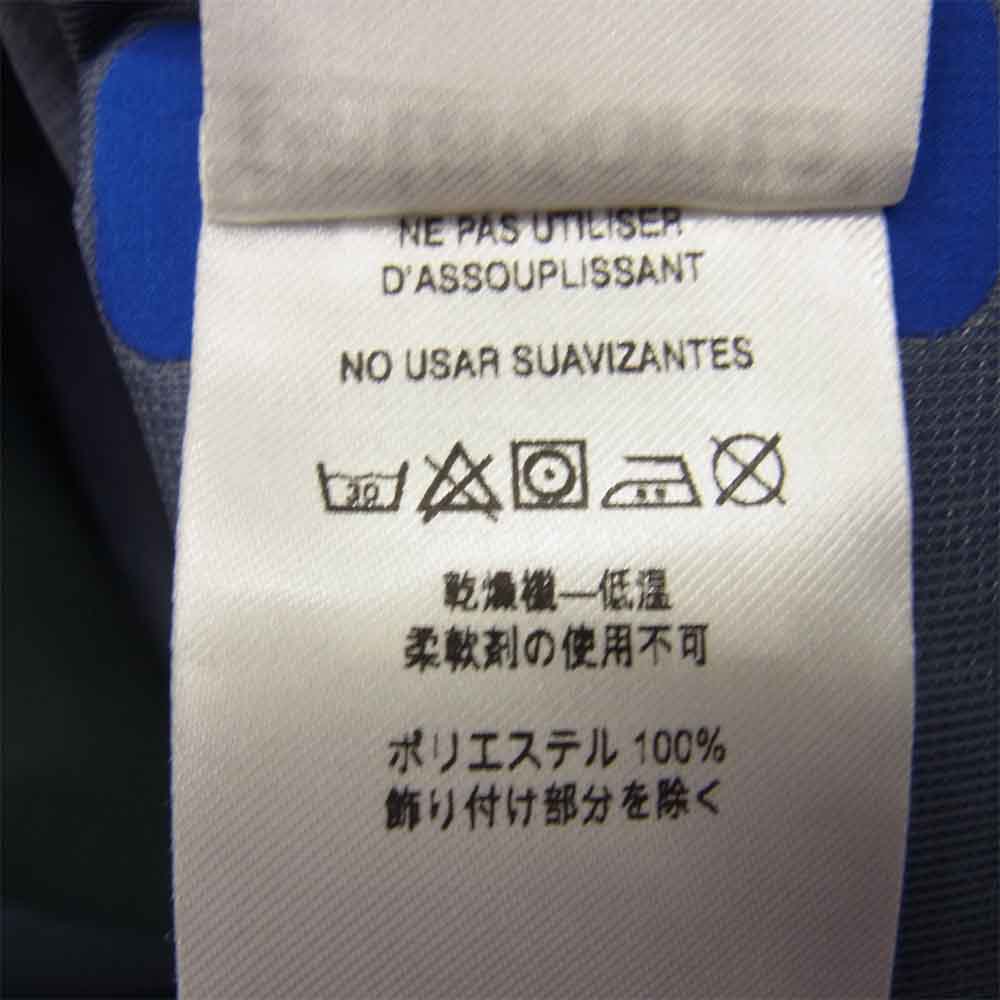 NE PAS UTILISER
D'ASSOUPLISSANT
NO USAR SUAVIZANTES
30
乾燥機—低温
柔軟剤の使用不可
ポリエステル 100%
飾り付け部分を除く